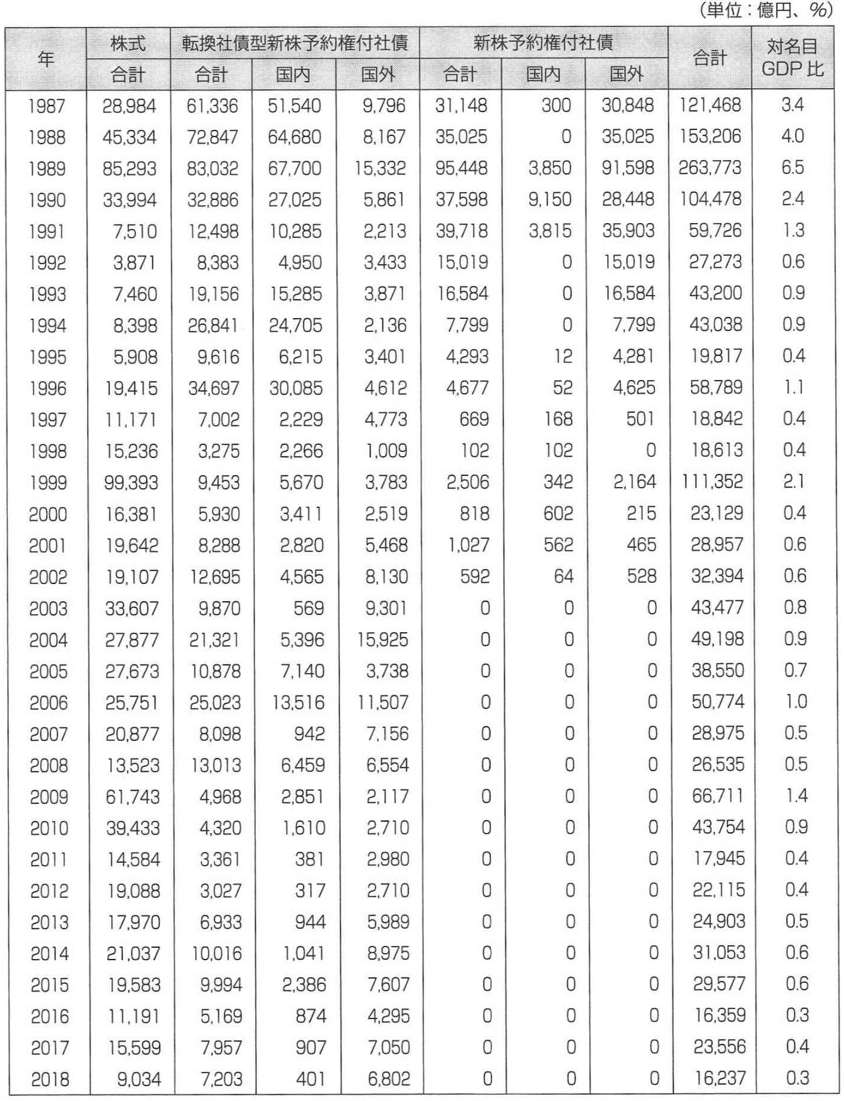 (単位：億円、%)
年 株式 転換社債型新株予約権付社債 新株予約権付社債 合計 対名目GDP比
合計 合計 国内 国外 合計 国内 国外
1987 28,984 61,336 51,540 9,796 31,148 300 30,848 121,468 3.4
1988 45,334 72,847 64,680 8,167 35,025 0 35,025 153,206 4.0
1989 85,293 83,032 67,700 15,332 95,448 3,850 91,598 263,773 6.5
1990 33,994 32,886 27,025 5,861 37,598 9,150 28,448 104,478 2.4
1991 7,510 12,498 10,285 2,213 39,718 3,815 35,903 59,726 1.3
1992 3,871 8,383 4,950 3,433 15,019 0 15,019 27,273 0.6
1993 7,460 19,156 15,285 3,871 16,584 0 16,584 43,200 0.9
1994 8,398 26,841 24,705 2,136 7,799 0 7,799 43,038 0.9
1995 5,908 9,616 6,215 3,401 4,293 12 4,281 19,817 0.4
1996 19,415 34,697 30,085 4,612 4,677 52 4,625 58,789 1.1
1997 11,171 7,002 2,229 4,773 669 168 501 18,842 0.4
1998 15,236 3,275 2,266 1,009 102 102 0 18,613 0.4
1999 99,393 9,453 5,670 3,783 2,506 342 2,164 111,352 2.1
2000 16,381 5,930 3,411 2,519 818 602 215 23,129 0.4
2001 19,642 8,288 2,820 5,468 1,027 562 465 28,957 0.6
2002 19,107 12,695 4,565 8,130 592 64 528 32,394 0.6
2003 33,607 9,870 569 9,301 0 0 0 43,477 0.8
2004 27,877 21,321 5,396 15,925 0 0 0 49,198 0.9
2005 27,673 10,878 7,140 3,738 0 0 0 38,550 0.7
2006 25,751 25,023 13,516 11,507 0 0 0 50,774 1.0
2007 20,877 8,098 942 7,156 0 0 0 28,975 0.5
2008 13,523 13,013 6,459 6,554 0 0 0 26,535 0.5
2009 61,743 4,968 2,851 2,117 0 0 0 66,711 1.4
2010 39,433 4,320 1,610 2,710 0 0 0 43,754 0.9
2011 14,584 3,361 381 2,980 0 0 0 17,945 0.4
2012 19,088 3,027 317 2,710 0 0 0 22,115 0.4
2013 17,970 6,933 944 5,989 0 0 0 24,903 0.5
2014 21,037 10,016 1,041 8,975 0 0 0 31,053 0.6
2015 19,583 9,994 2,386 7,607 0 0 0 29,577 0.6
2016 11,191 5,169 874 4,295 0 0 0 16,359 0.3
2017 15,599 7,957 907 7,050 0 0 0 23,556 0.4
2018 9,034 7,203 401 6,802 0 0 0 16,237 0.3